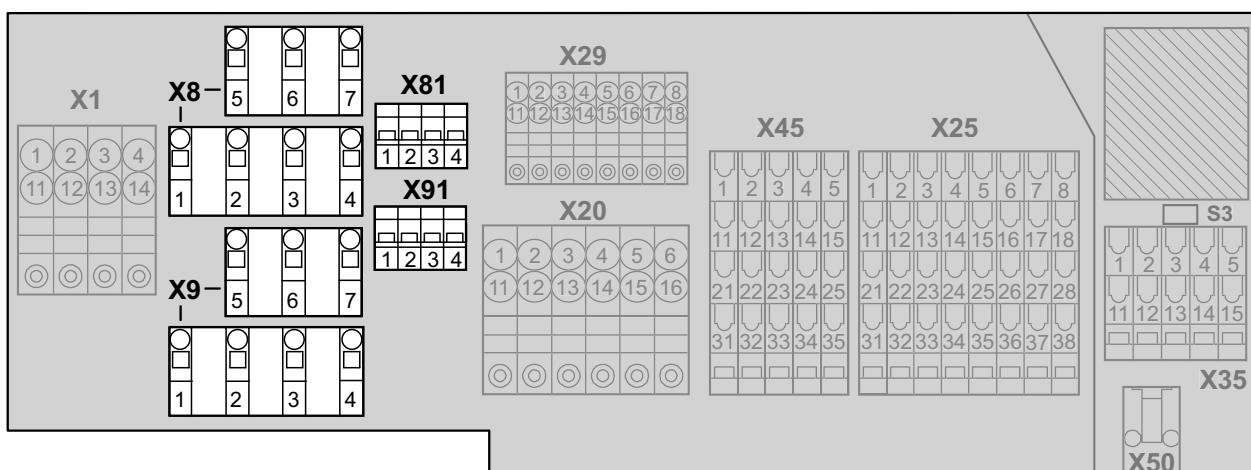 X1
1 2 3 4
11 12 13 14
X8
5 6 7
1 2 3 4
X9
5 6 7
1 2 3 4
X81
1 2 3 4
X91
1 2 3 4
X29
1 2 3 4 5 6 7 8
11 12 13 14 15 16 17 18
X20
1 2 3 4 5 6
11 12 13 14 15 16
X45
1 2 3 4 5
11 12 13 14 15
21 22 23 24 25
31 32 33 34 35
X25
1 2 3 4 5 6 7 8
11 12 13 14 15 16 17 18
21 22 23 24 25 26 27 28
31 32 33 34 35 36 37 38
S3
1 2 3 4 5
11 12 13 14 15
X35
X50